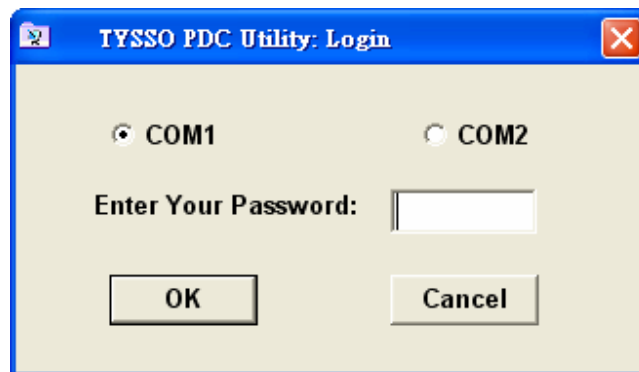 TYSSO PDC Utility: Login
COM1 COM2
Enter Your Password:
OK Cancel